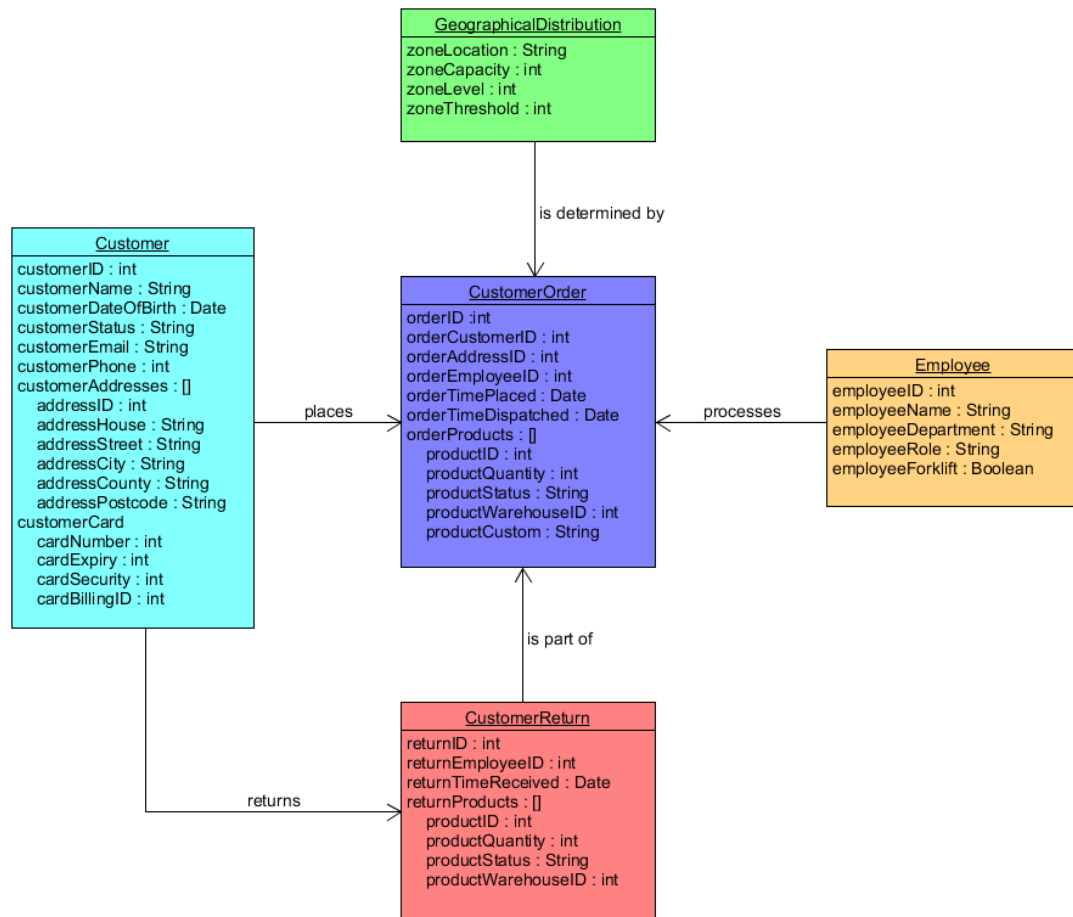 GeographicalDistribution
zoneLocation : String
zoneCapacity : int
zoneLevel : int
zoneThreshold : int
is determined by
Customer
customerID : int
customerName : String
customerDateOfBirth : Date
customerStatus : String
customerEmail : String
customerPhone : int
customerAddresses : []
addressID : int
addressHouse : String
addressStreet : String
addressCity : String
addressCounty : String
addressPostcode : String
customerCard
cardNumber : int
cardExpiry : int
cardSecurity : int
cardBillingID : int
places
CustomerOrder
orderID :int
orderCustomerID : int
orderAddressID : int
orderEmployeeID : int
orderTimePlaced : Date
orderTimeDispatched : Date
orderProducts : []
productID : int
productQuantity : int
productStatus : String
productWarehouseID : int
productCustom : String
processes
Employee
employeeID : int
employeeName : String
employeeDepartment : String
employeeRole : String
employeeForklift : Boolean
is part of
returns
CustomerReturn
returnID : int
returnEmployeeID : int
returnTimeReceived : Date
returnProducts : []
productID : int
productQuantity : int
productStatus : String
productWarehouseID : int